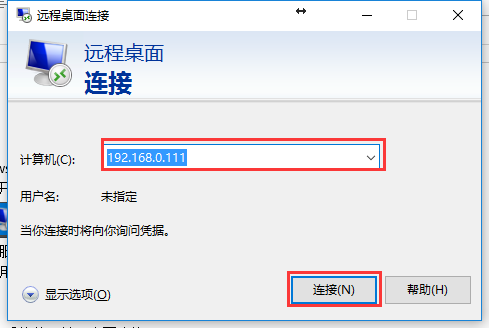 远程桌面连接
远程桌面
连接
计算机(C):
192.168.0.111
用户名:
未指定
当你连接时将向你询问凭据。
显示选项(O)
连接(N)
帮助(H)